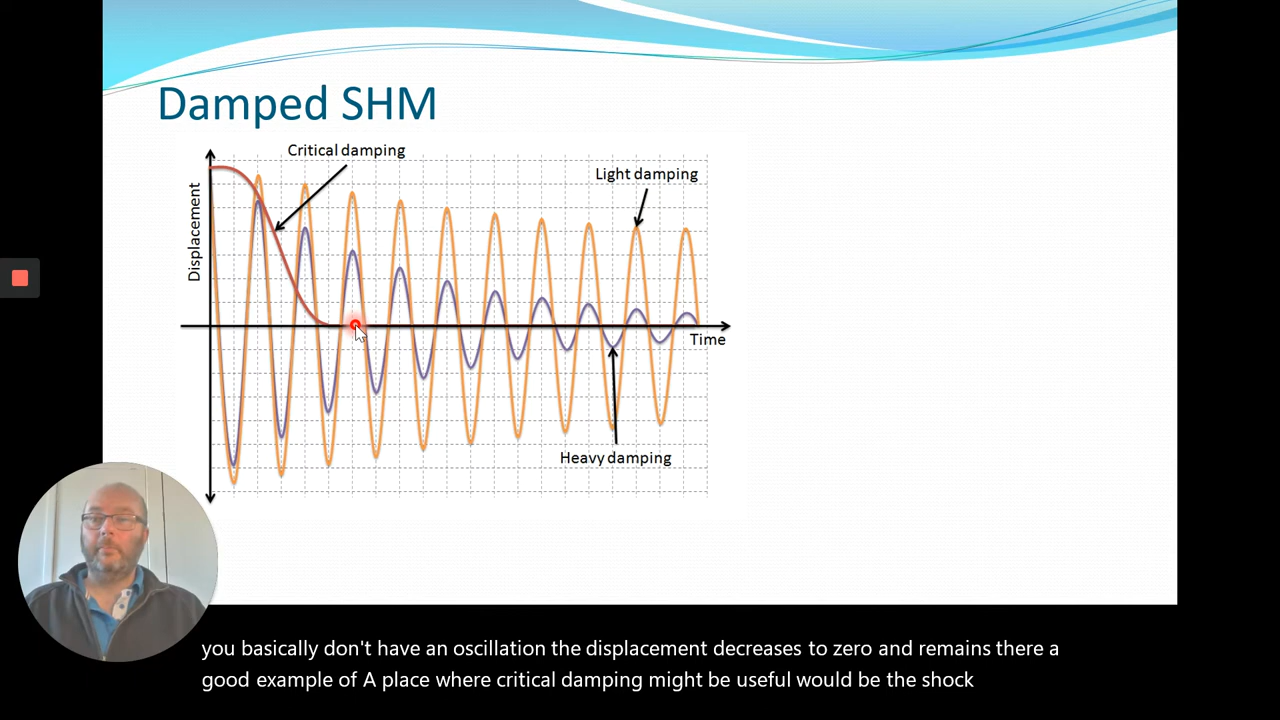 Damped SHM
Critical damping
Light damping
Displacement
Time
Heavy damping
you basically don't have an oscillation the displacement decreases to zero and remains there a
good example of A place where critical damping might be useful would be the shock